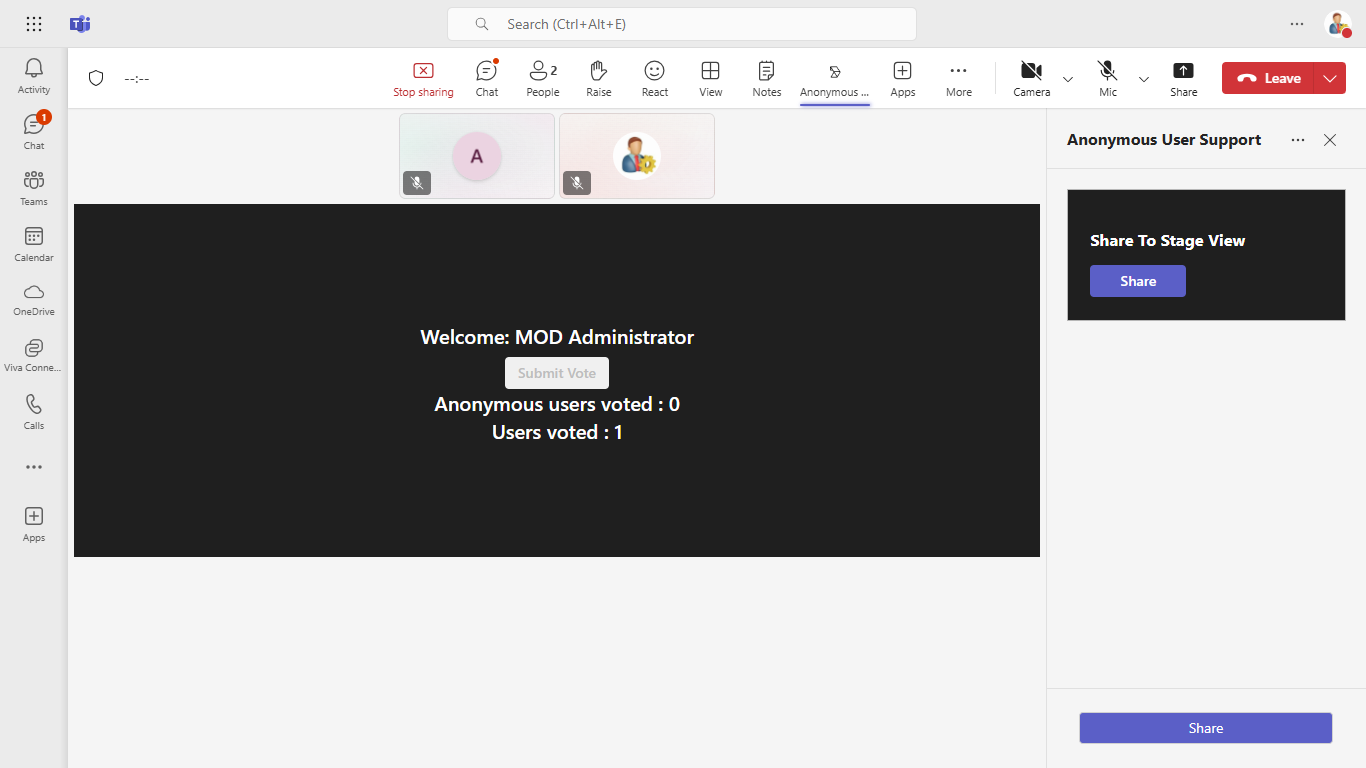 Search (Ctrl+Alt+E)
Activity
Chat
1
Teams
Calendar
OneDrive
Viva Conne...
Calls
Apps
--:--
Stop sharing
Chat
2
People
Raise
React
View
Notes
Anonymous ...
Apps
More
Camera
Mic
Share
Leave
A
Welcome: MOD Administrator
Submit Vote
Anonymous users voted : 0
Users voted : 1
Anonymous User Support
Share To Stage View
Share
Share